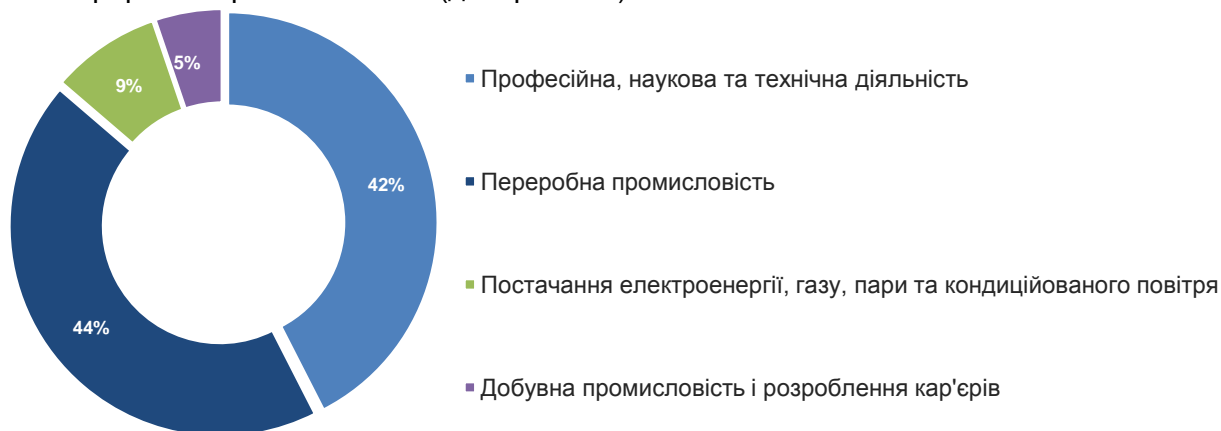 5%
9%
42%
44%
Професійна, наукова та технічна діяльність
Переробна промисловість
Постачання електроенергії, газу, пари та кондиційованого повітря
Добувна промисловість і розроблення кар'єрів